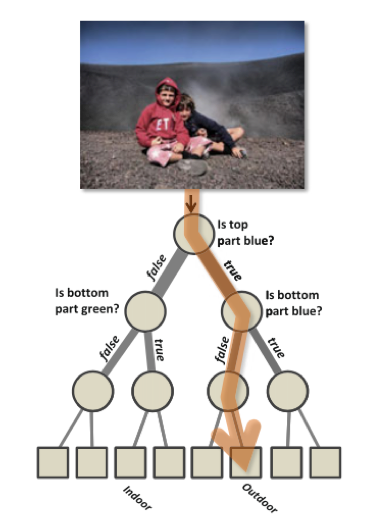 ET
Is top
part blue?
false
true
Is bottom
part green?
Is bottom
part blue?
false
true
false
true
Indoor
Outdoor